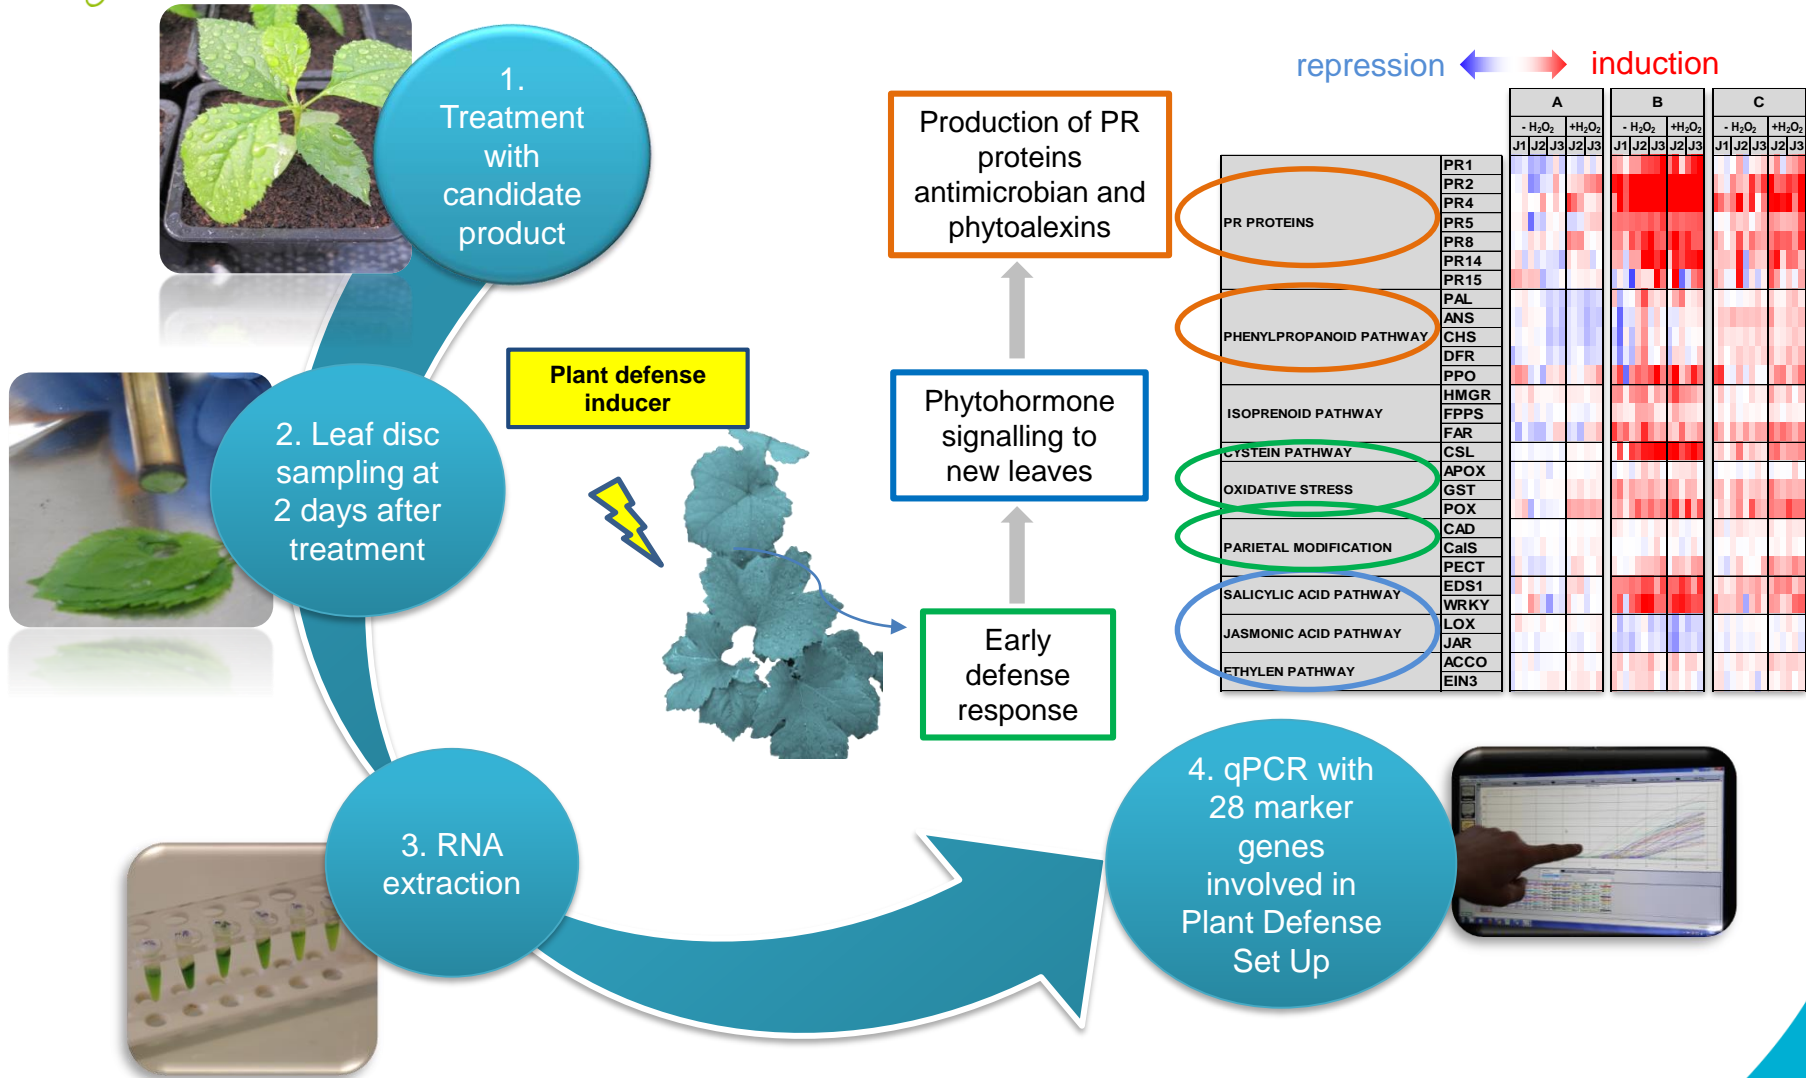 1.
Treatment
with
candidate
product
2. Leaf disc
sampling at
2 days after
treatment
3. RNA
extraction
4. qPCR with
28 marker
genes
involved in
Plant Defense
Set Up
Plant defense
inducer
Production of PR
proteins
antimicrobian and
phytoalexins
Phytohormone
signalling to
new leaves
Early
defense
response
repression induction
A B C
- H₂O₂ +H₂O₂ - H₂O₂ +H₂O₂ - H₂O₂ +H₂O₂
J1 J2 J3 J2 J3 J1 J2 J3 J2 J3 J1 J2 J3 J2 J3
PR PROTEINS
PR1
PR2
PR4
PR5
PR8
PR14
PR15
PHENYLPROPANOID PATHWAY
PAL
ANS
CHS
DFR
PPO
ISOPRENOID PATHWAY
HMGR
FPPS
FAR
CYSTEIN PATHWAY
CSL
OXIDATIVE STRESS
APOX
GST
POX
PARIETAL MODIFICATION
CAD
CalS
PECT
SALICYLIC ACID PATHWAY
EDS1
WRKY
JASMONIC ACID PATHWAY
LOX
JAR
ETHYLEN PATHWAY
ACCO
EIN3